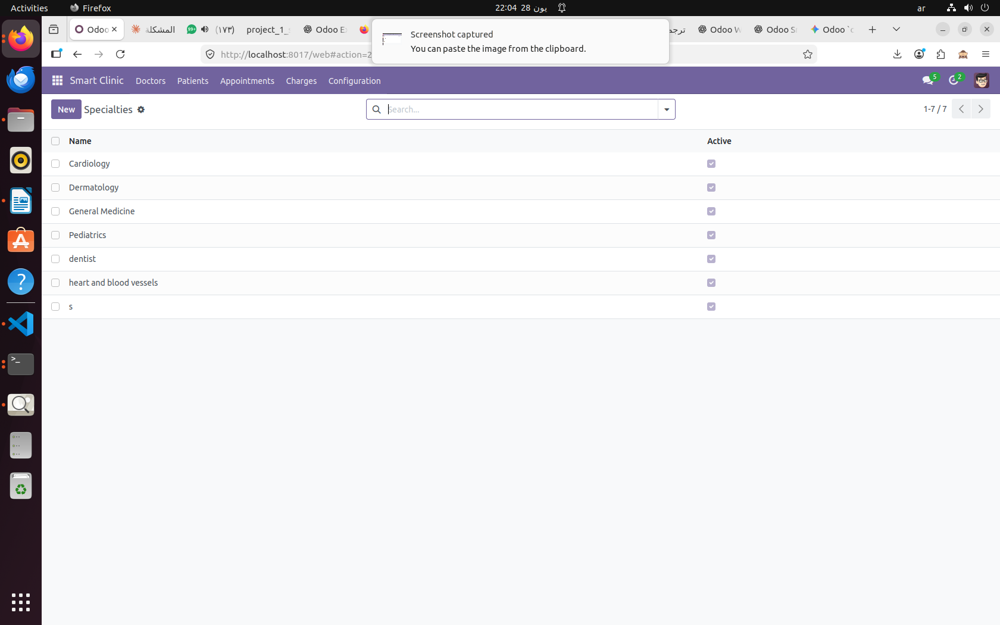 Activities Firefox 22:04 28 يون ar
Odoo المشكلة 99+ (١٧٣) project_1_ Odoo E ترجم Odoo W Odoo S Odoo `c
Screenshot captured
You can paste the image from the clipboard.
http://localhost:8017/web#action=2
Smart Clinic Doctors Patients Appointments Charges Configuration 5 2
New Specialties Search... 1-7 / 7
Name Active
Cardiology
Dermatology
General Medicine
Pediatrics
dentist
heart and blood vessels
s